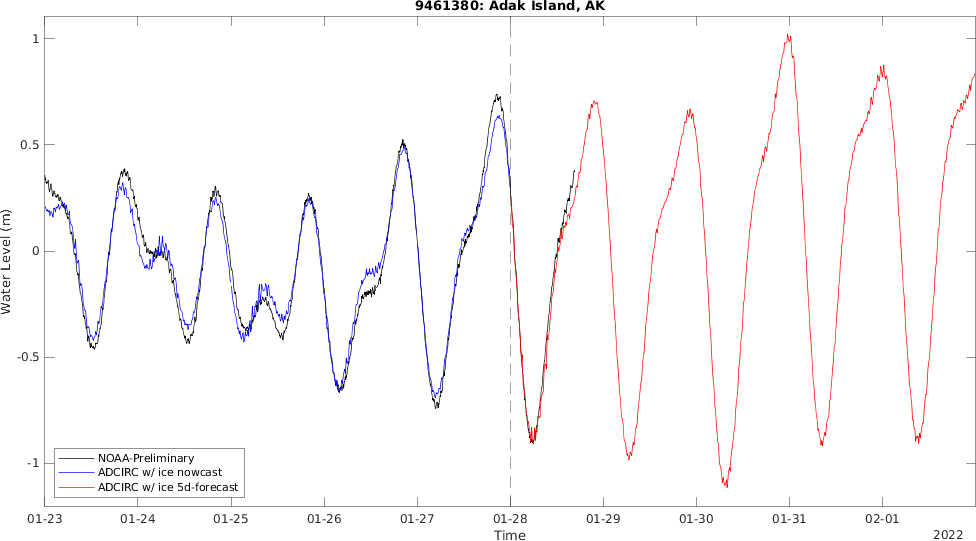 9461380: Adak Island, AK
Water Level (m)
1
0.5
0
-0.5
-1
NOAA-Preliminary
ADCIRC w/ ice nowcast
ADCIRC w/ ice 5d-forecast
01-23 01-24 01-25 01-26 01-27 01-28 01-29 01-30 01-31 02-01
Time
2022